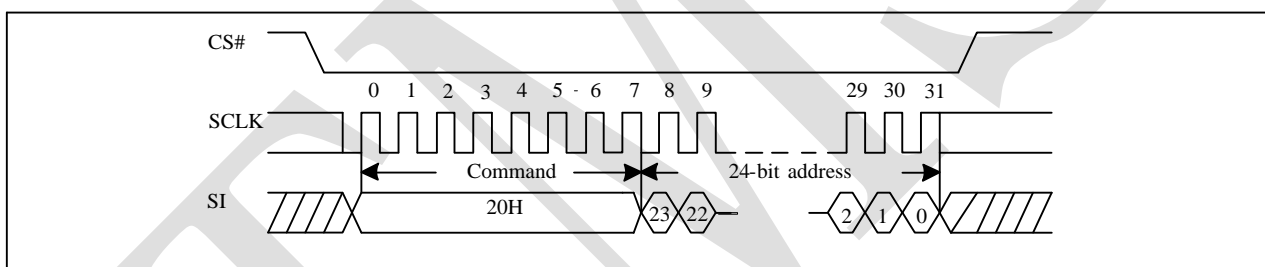 CS#
0 1 2 3 4 5 - 6 7 8 9 29 30 31
SCLK
Command 24-bit address
SI
20H
23 22 2 1 0